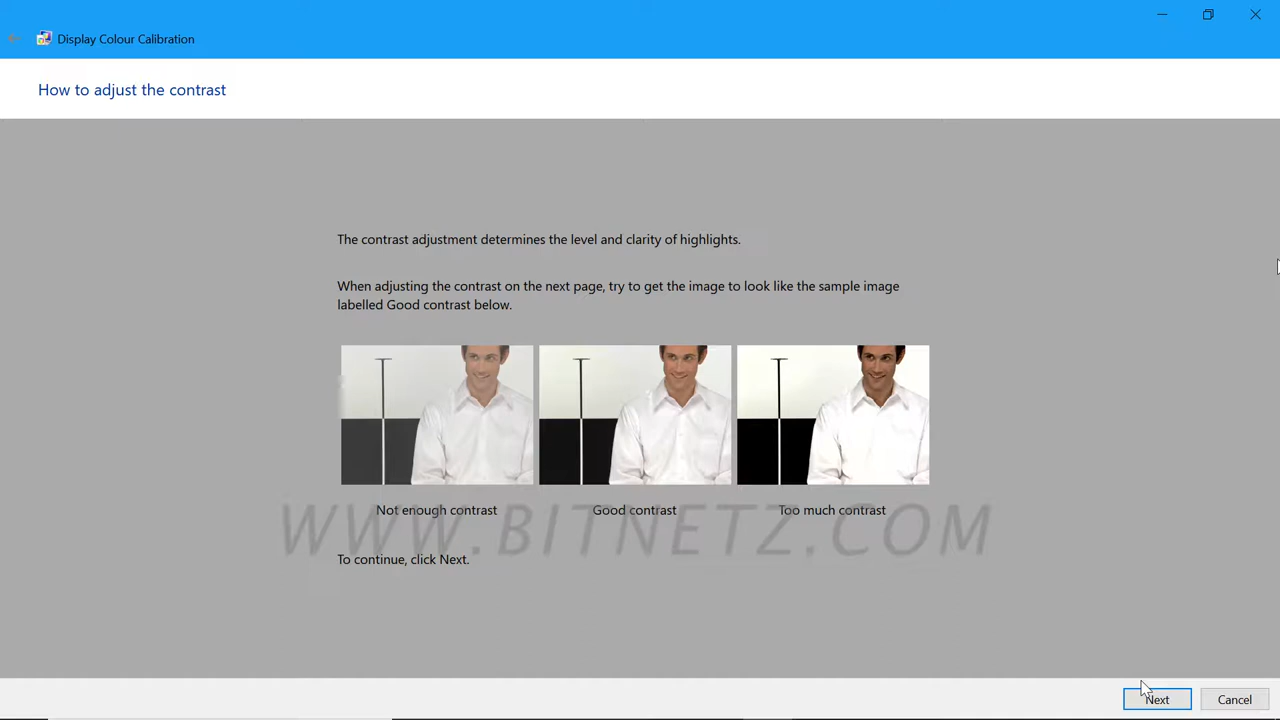 Display Colour Calibration
How to adjust the contrast
The contrast adjustment determines the level and clarity of highlights.
When adjusting the contrast on the next page, try to get the image to look like the sample image
labelled Good contrast below.
Not enough contrast
Good contrast
Too much contrast
WWW.BITNETZ.COM
To continue, click Next.
Next
Cancel